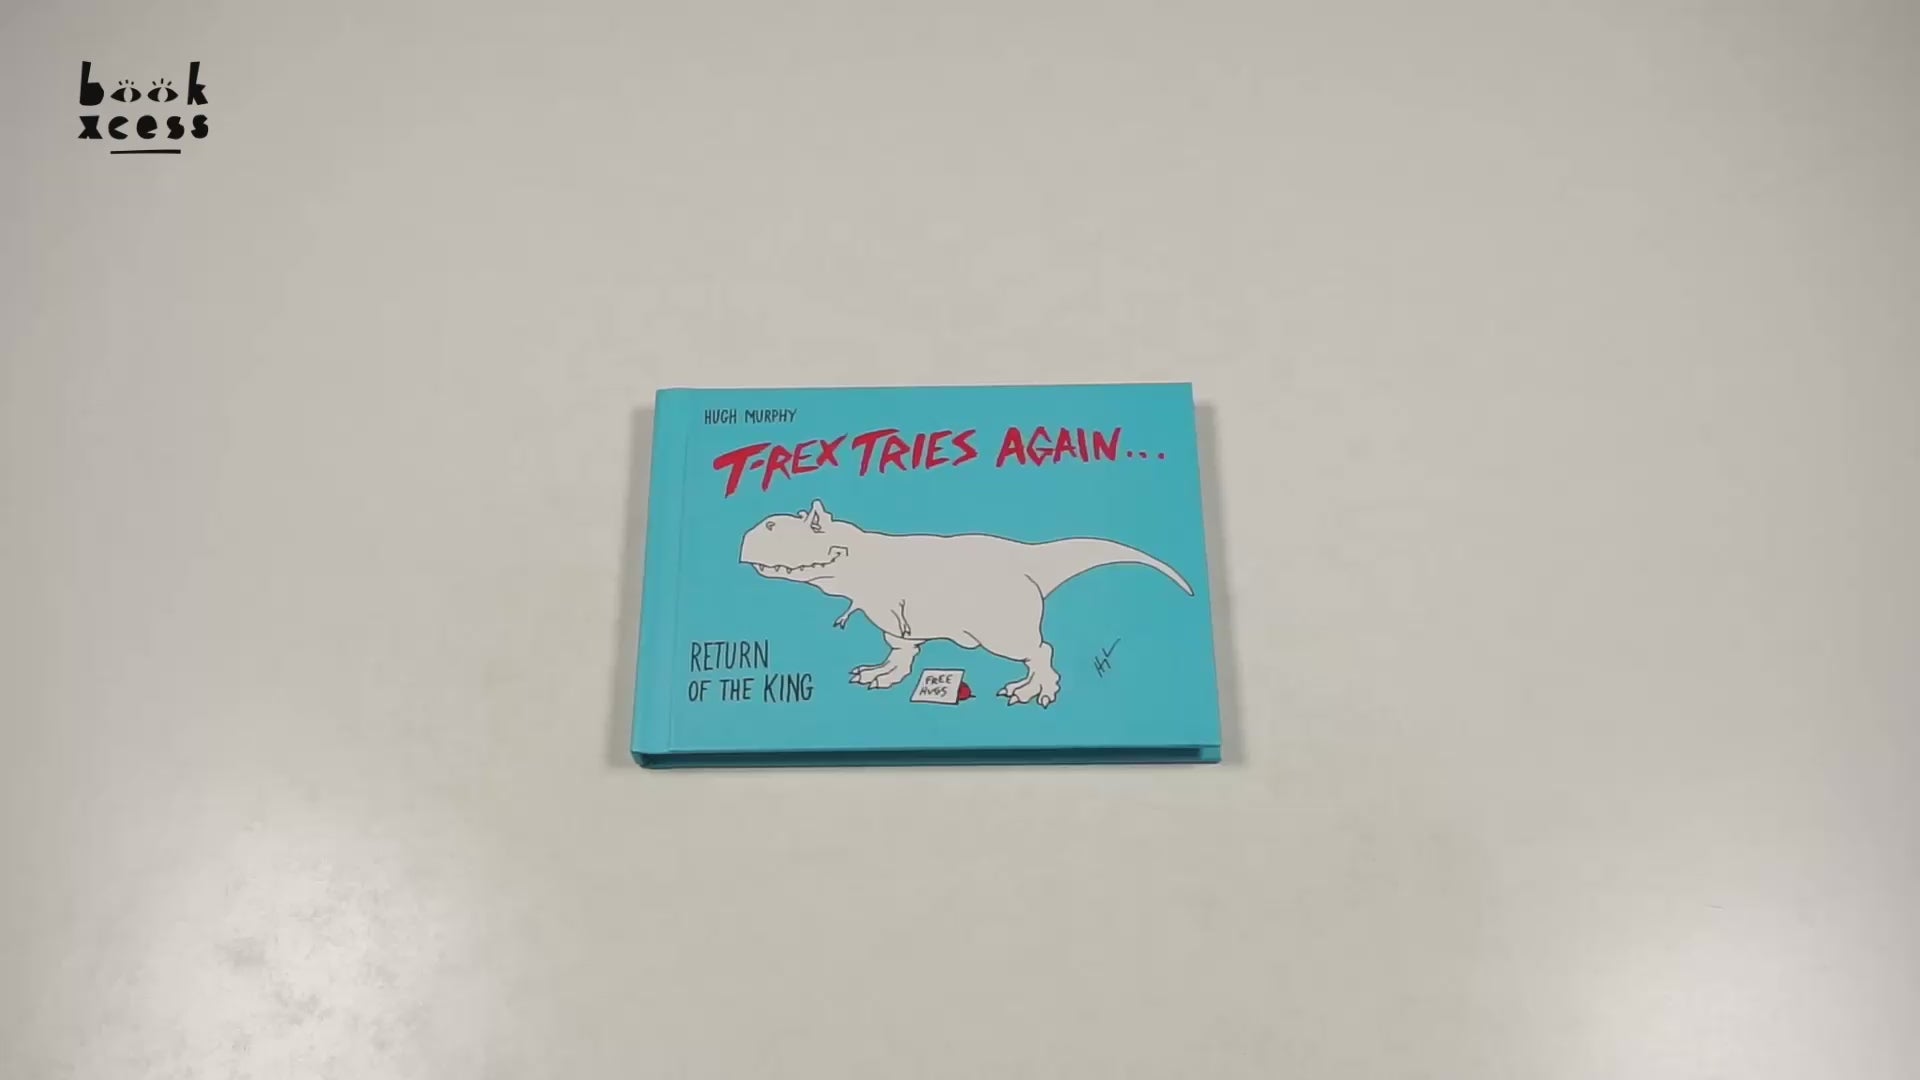 book
xcess
HUGH MURPHY
T-REX TRIES AGAIN...
RETURN
OF THE KING
FREE
HUGS